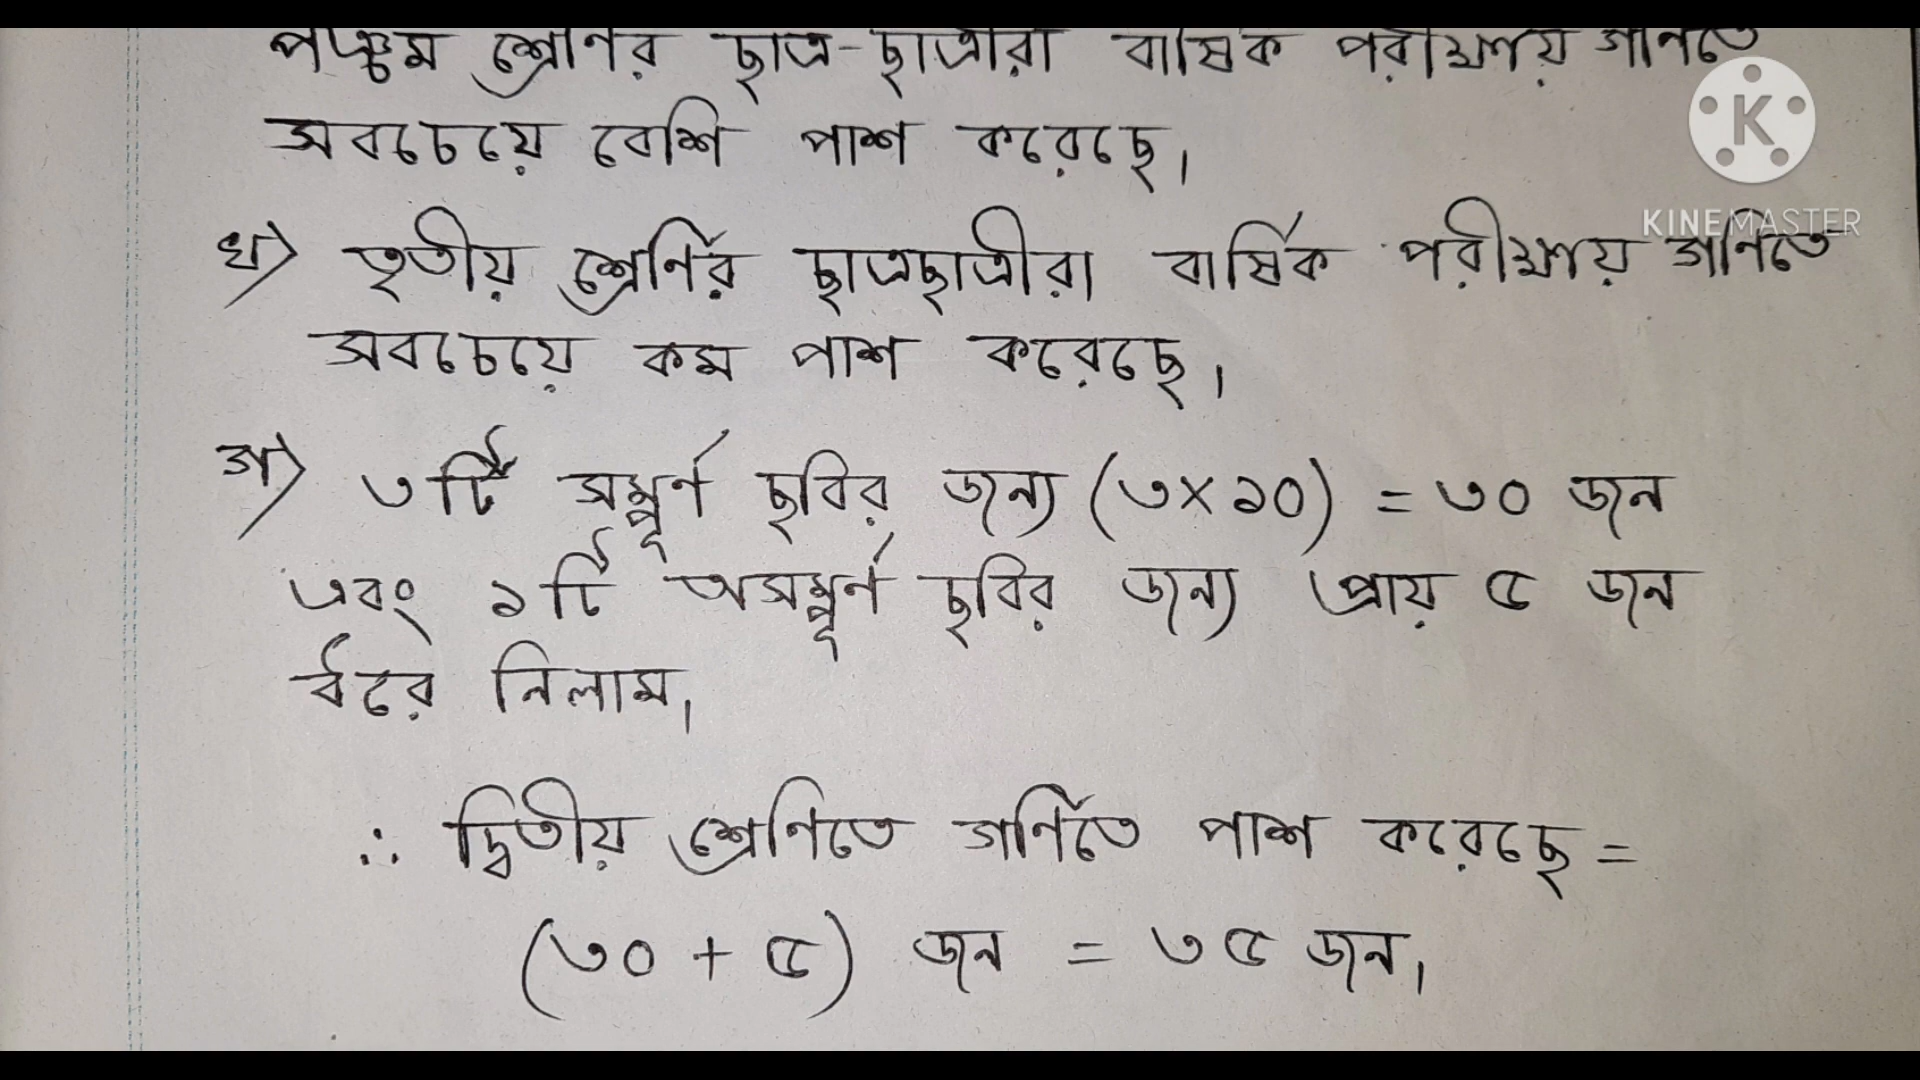 পঞ্চম শ্রেণির ছাত্র-ছাত্রীরা বার্ষিক পরীক্ষায় গণিতে
সবচেয়ে বেশি পাশ করেছে।
KINEMASTER
খ) তৃতীয় শ্রেণির ছাত্রছাত্রীরা বার্ষিক পরীক্ষায় গণিতে
সবচেয়ে কম পাশ করেছে।
গ) ৩টি সম্পূর্ণ ছবির জন্য (৩×১০) = ৩০ জন
এবং ১টি অসম্পূর্ণ ছবির জন্য প্রায় ৫ জন
ধরে নিলাম।
∴ দ্বিতীয় শ্রেণিতে গণিতে পাশ করেছে =
(৩০ + ৫) জন = ৩৫ জন।